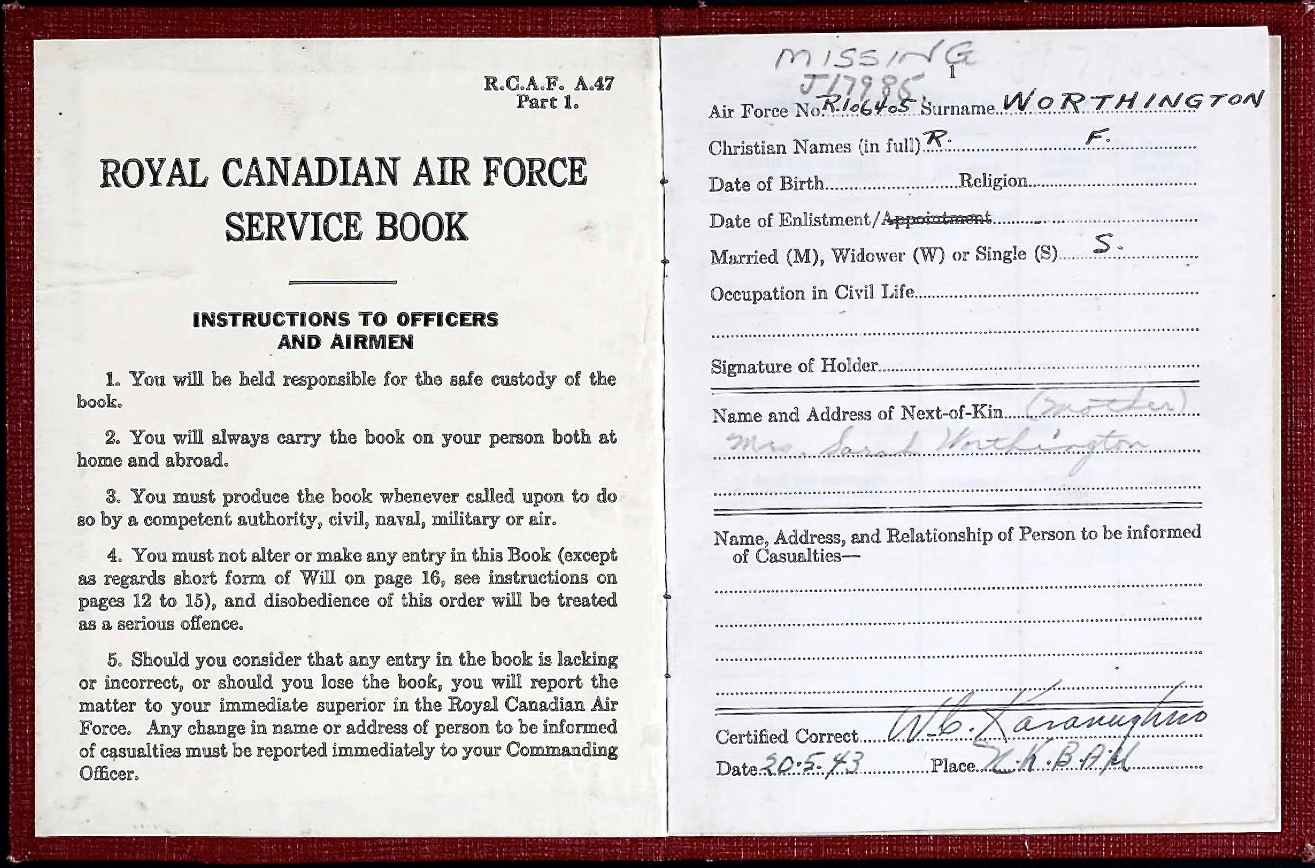 R.C.A.F. A.47
Part 1.
ROYAL CANADIAN AIR FORCE
SERVICE BOOK
INSTRUCTIONS TO OFFICERS
AND AIRMEN
1. You will be held responsible for the safe custody of the
book.
2. You will always carry the book on your person both at
home and abroad.
3. You must produce the book whenever called upon to do
so by a competent authority, civil, naval, military or air.
4. You must not alter or make any entry in this Book (except
as regards short form of Will on page 16, see instructions on
pages 12 to 15), and disobedience of this order will be treated
as a serious offence.
5. Should you consider that any entry in the book is lacking
or incorrect, or should you lose the book, you will report the
matter to your immediate superior in the Royal Canadian Air
Force. Any change in name or address of person to be informed
of casualties must be reported immediately to your Commanding
Officer.
MISSING
1
J17986
Air Force No. R.106405 Surname WORTHINGTON
Christian Names (in full) R. F.
Date of Birth Religion
Date of Enlistment/Appointment
Married (M), Widower (W) or Single (S) S.
Occupation in Civil Life
Signature of Holder
Name and Address of Next-of-Kin (Mother)
Mrs. Sarah Worthington
Name, Address, and Relationship of Person to be informed
of Casualties—
Certified Correct W.C.
Date 20.5.43 Place